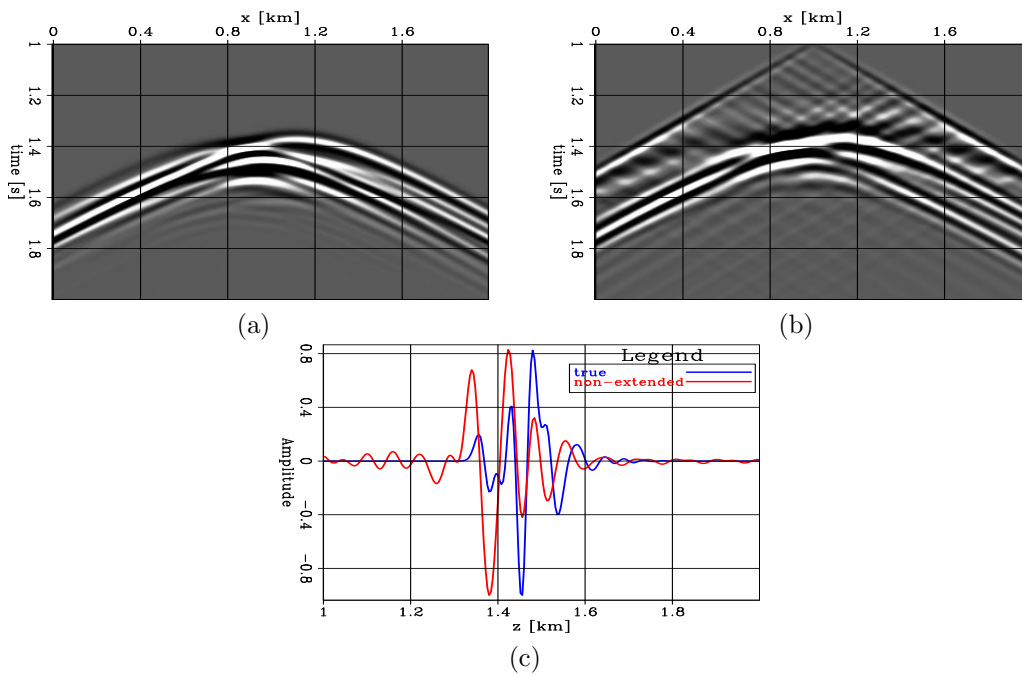 x [km]
0 0.4 0.8 1.2 1.6
1 1.2 1.4 1.6 1.8
time [s]
(a)
x [km]
0 0.4 0.8 1.2 1.6
1 1.2 1.4 1.6 1.8
time [s]
(b)
Legend
true
non-extended
0.8 0.4 0 -0.4 -0.8
Amplitude
1 1.2 1.4 1.6 1.8
z [km]
(c)